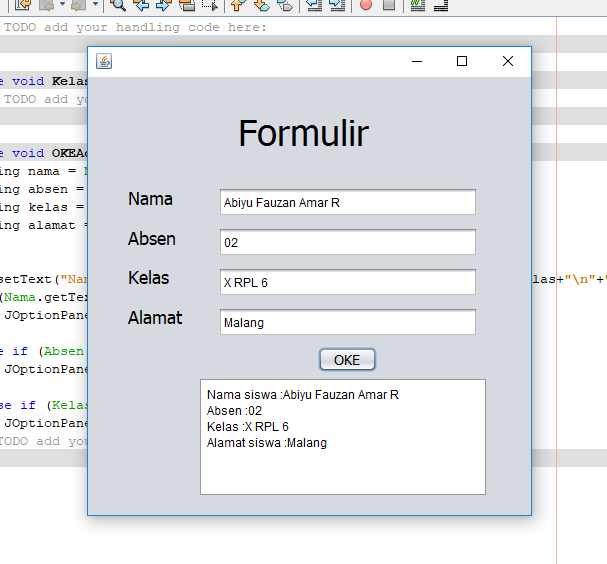 TODO add your handling code here:
e void Kelas
TODO add
e void OKEAc
ing nama =
ing absen =
ing kelas =
ing alamat =
setText("Nam
las+"\n"+"
(Nama.getTex
JOptionPane
e if (Absen
JOptionPane
se if (Kelas
JOptionPane
TODO add you
Formulir
Nama
Abiyu Fauzan Amar R
Absen
02
Kelas
X RPL 6
Alamat
Malang
OKE
Nama siswa :Abiyu Fauzan Amar R
Absen :02
Kelas :X RPL 6
Alamat siswa :Malang